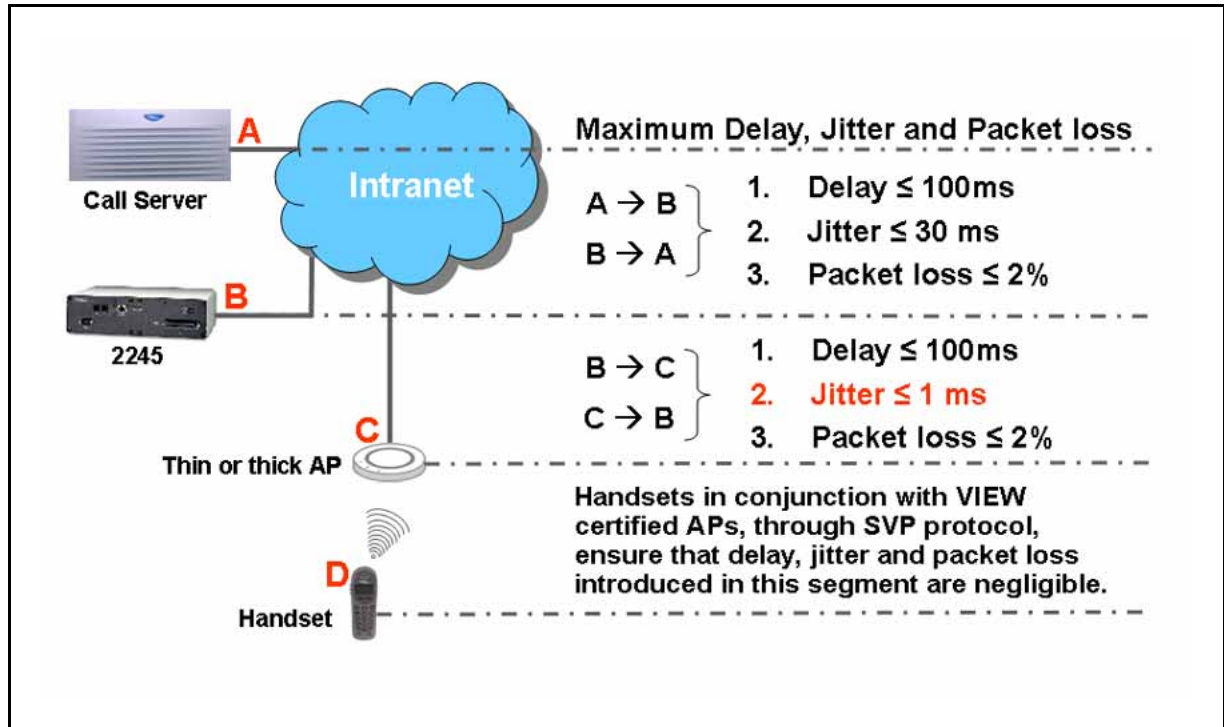 Maximum Delay, Jitter and Packet loss
A
Intranet
Call Server
A → B
B → A
1. Delay ≤ 100ms
2. Jitter ≤ 30 ms
3. Packet loss ≤ 2%
B
2245
B → C
C → B
1. Delay ≤ 100ms
2. Jitter ≤ 1 ms
3. Packet loss ≤ 2%
C
Thin or thick AP
Handsets in conjunction with VIEW
certified APs, through SVP protocol,
ensure that delay, jitter and packet loss
introduced in this segment are negligible.
D
Handset